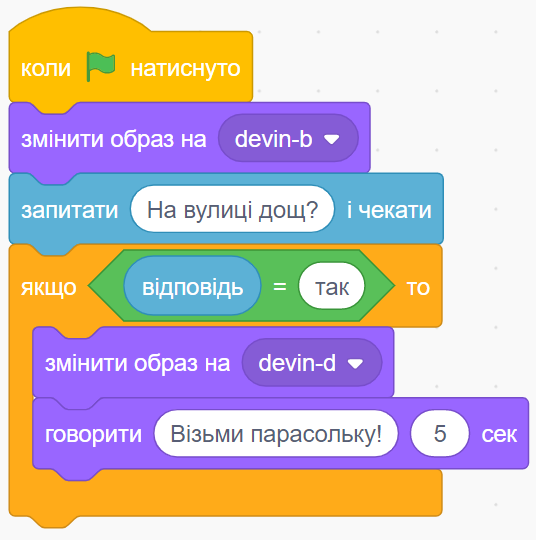 коли натиснуто
змінити образ на devin-b
запитати На вулиці дощ? і чекати
якщо відповідь = так то
змінити образ на devin-d
говорити Візьми парасольку! 5 сек